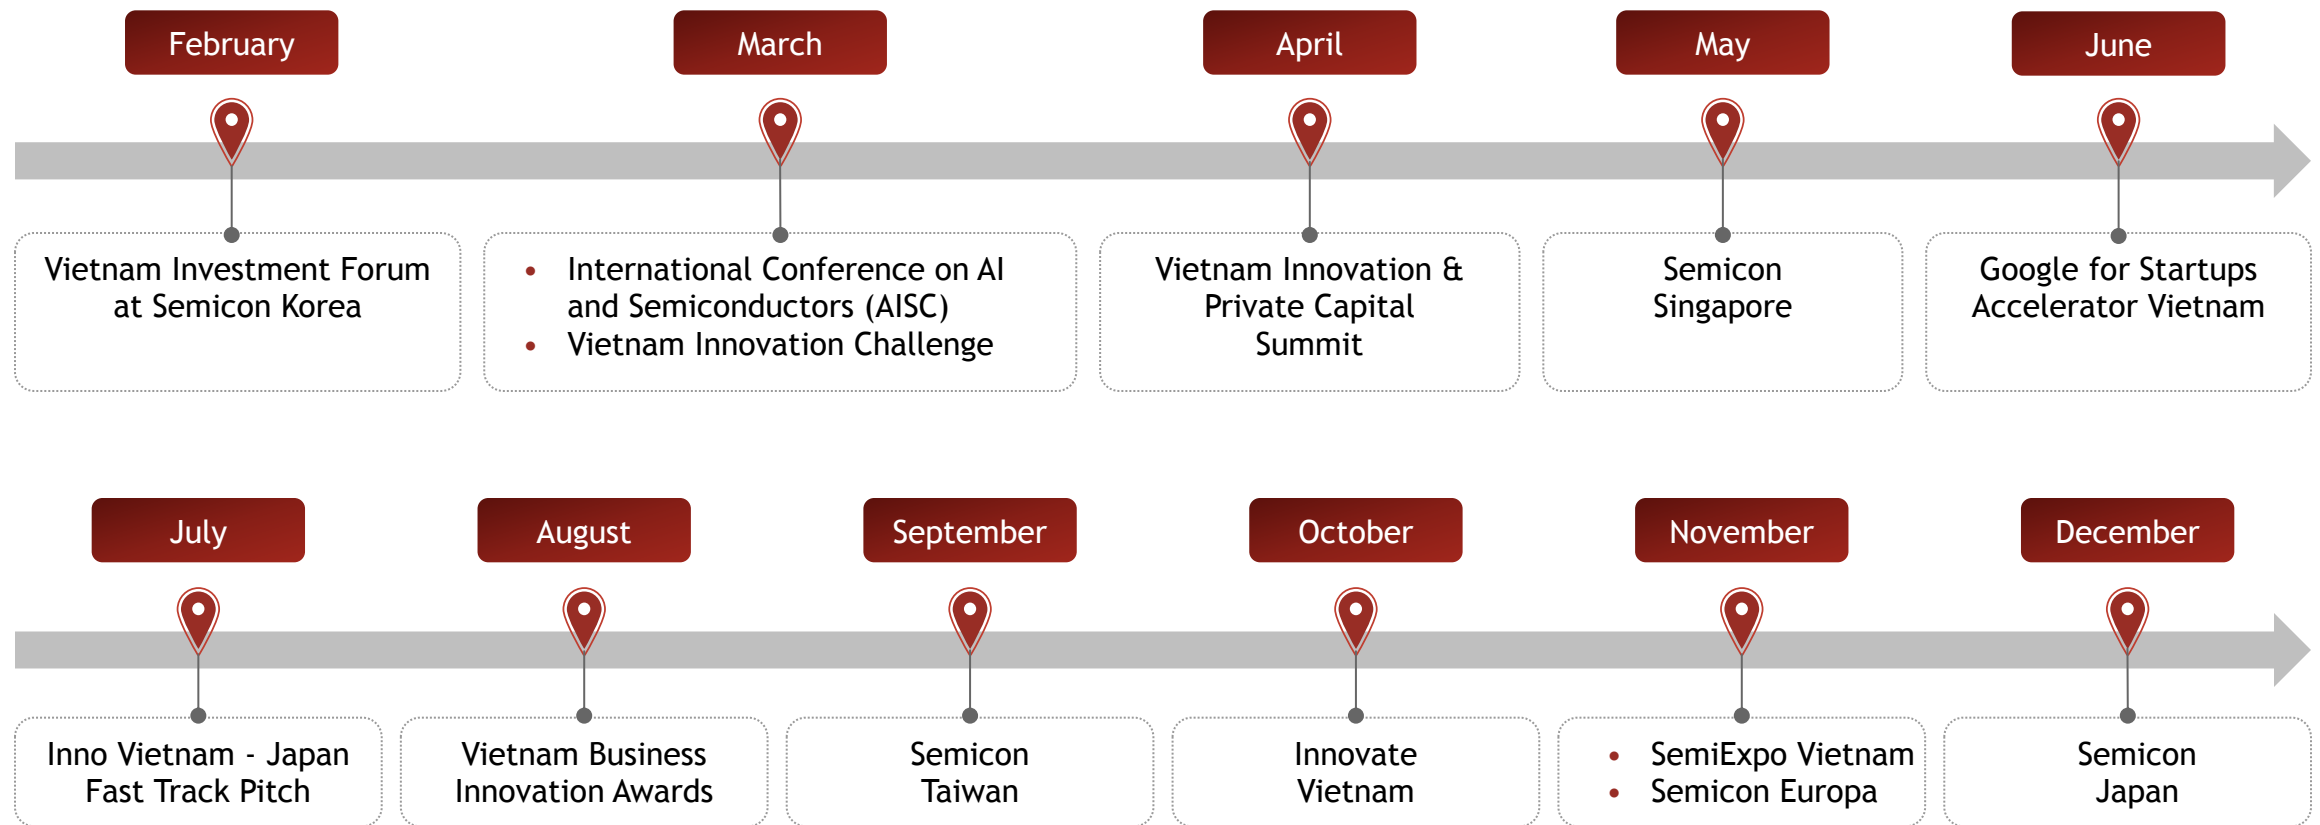 February
March
April
May
June
Vietnam Investment Forum
at Semicon Korea
• International Conference on AI
and Semiconductors (AISC)
• Vietnam Innovation Challenge
Vietnam Innovation &
Private Capital
Summit
Semicon
Singapore
Google for Startups
Accelerator Vietnam
July
August
September
October
November
December
Inno Vietnam - Japan
Fast Track Pitch
Vietnam Business
Innovation Awards
Semicon
Taiwan
Innovate
Vietnam
• SemiExpo Vietnam
• Semicon Europa
Semicon
Japan